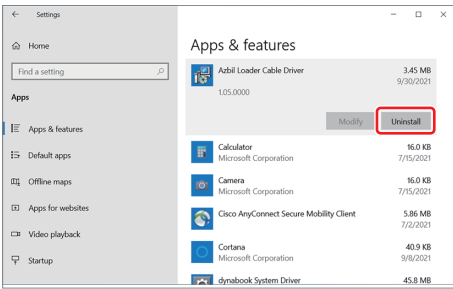 Settings
Home
Find a setting
Apps
Apps & features
Default apps
Offline maps
Apps for websites
Video playback
Startup
Apps & features
Azbil Loader Cable Driver 3.45 MB
9/30/2021
1.05.0000
Modify Uninstall
Calculator 16.0 KB
Microsoft Corporation 7/15/2021
Camera 16.0 KB
Microsoft Corporation 7/15/2021
Cisco AnyConnect Secure Mobility Client 5.86 MB
7/2/2021
Cortana 40.9 KB
Microsoft Corporation 9/8/2021
dynabook System Driver 45.8 MB